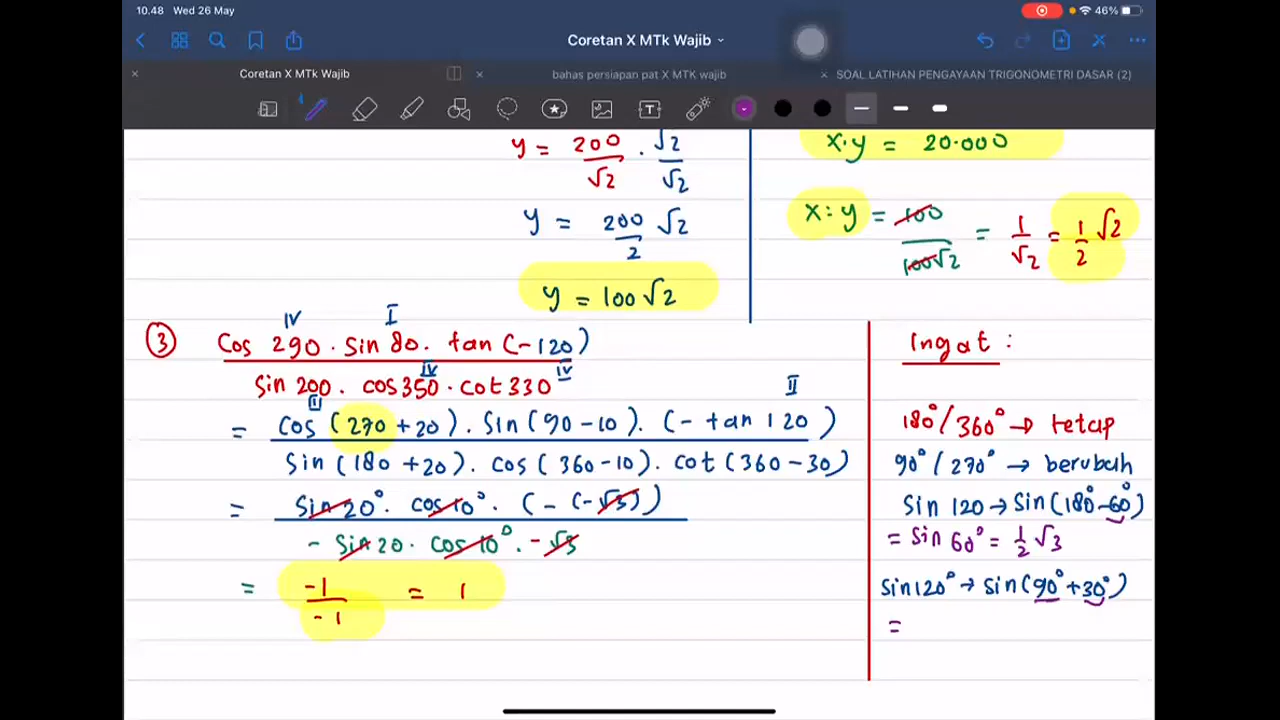 10.48 Wed 26 May 46%
Coretan X MTk Wajib
Coretan X MTk Wajib
bahas persiapan pat X MTK wajib
SOAL LATIHAN PENGAYAAN TRIGONOMETRI DASAR (2)
y = 200/√2 · √2/√2
y = 200/2 √2
y = 100√2
x·y = 20.000
x:y = 100/100√2 = 1/√2 = 1/2 √2
IV I
③ Cos 290 · Sin 80 · tan (-120)
IV IV
Sin 200 · cos 350 · cot 330
III II
= cos (270 +20) · Sin (90 -10) · (- tan 120)
Sin (180 +20) · cos (360 -10) · cot (360 -30)
= Sin 20° · cos 10° · (- (-√3))
- Sin 20 · cos 10° · -√3
= -1/-1 = 1
Ingat :
180°/360° → tetap
90°/270° → berubah
Sin 120 → Sin (180° -60°)
= Sin 60° = 1/2 √3
Sin 120° → sin (90° +30°)
=